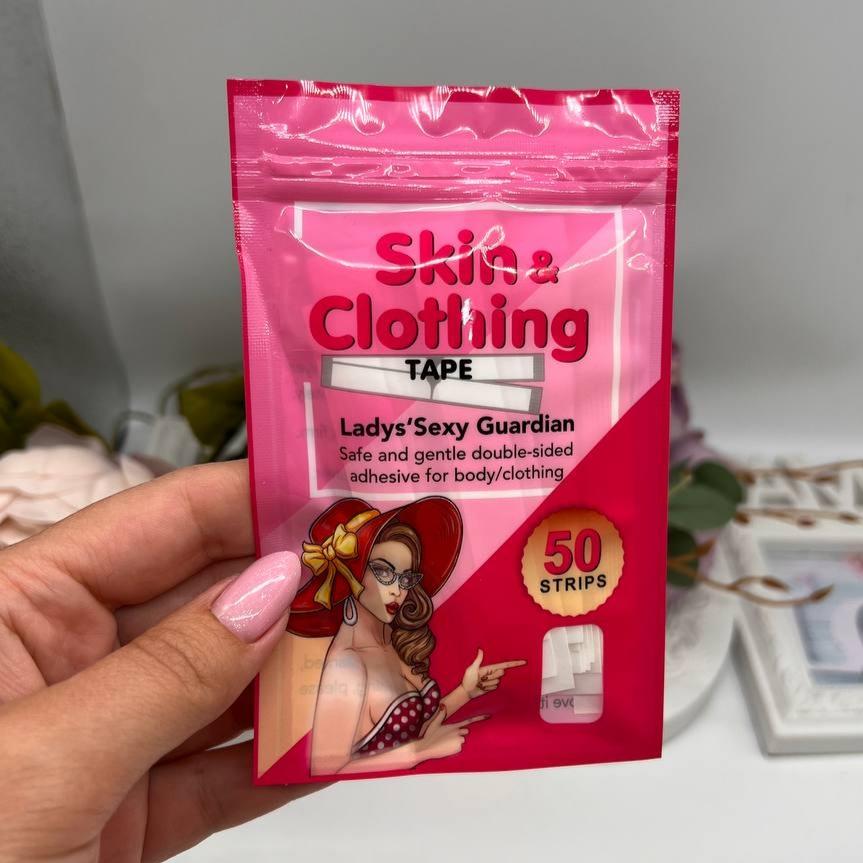 Skin &
Clothing
TAPE
Ladys'Sexy Guardian
Safe and gentle double-sided
adhesive for body/clothing
50
STRIPS